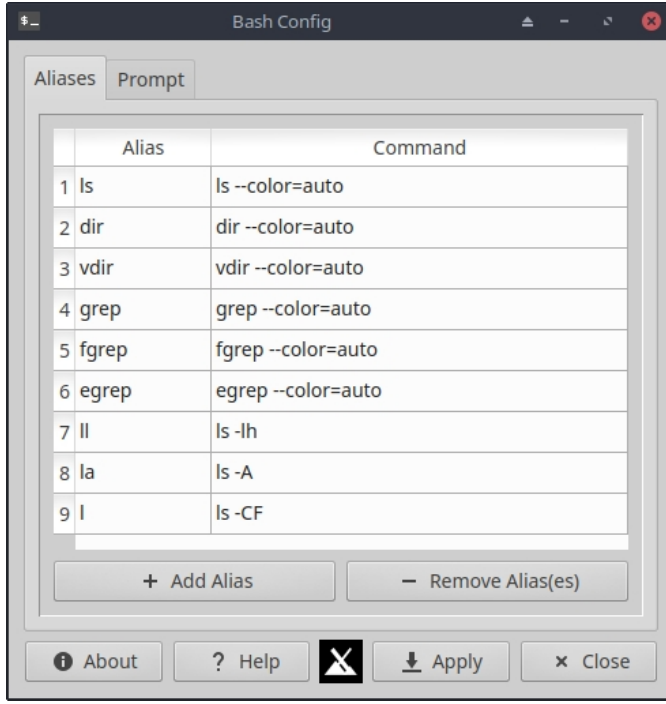 $_ Bash Config
Aliases Prompt
Alias Command
1 ls ls --color=auto
2 dir dir --color=auto
3 vdir vdir --color=auto
4 grep grep --color=auto
5 fgrep fgrep --color=auto
6 egrep egrep --color=auto
7 ll ls -lh
8 la ls -A
9 l ls -CF
+ Add Alias − Remove Alias(es)
About ? Help Apply × Close